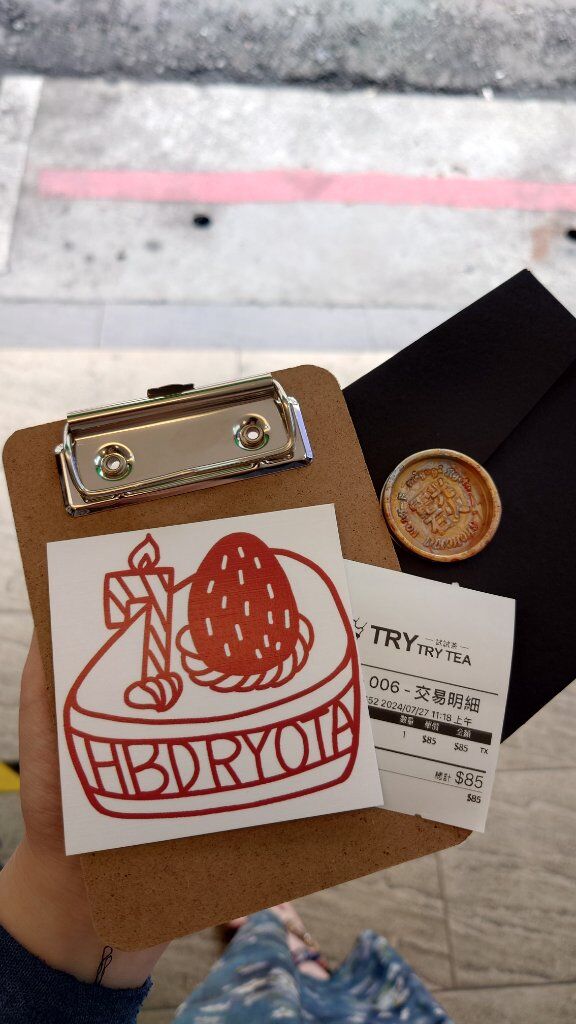 7
HBDRYOTA
TRY —試試茶—
TRY TEA
006 - 交易明細
2024/07/27 11:18 上午
數量 單價 金額
1 $85 $85 TX
總計 $85
$85